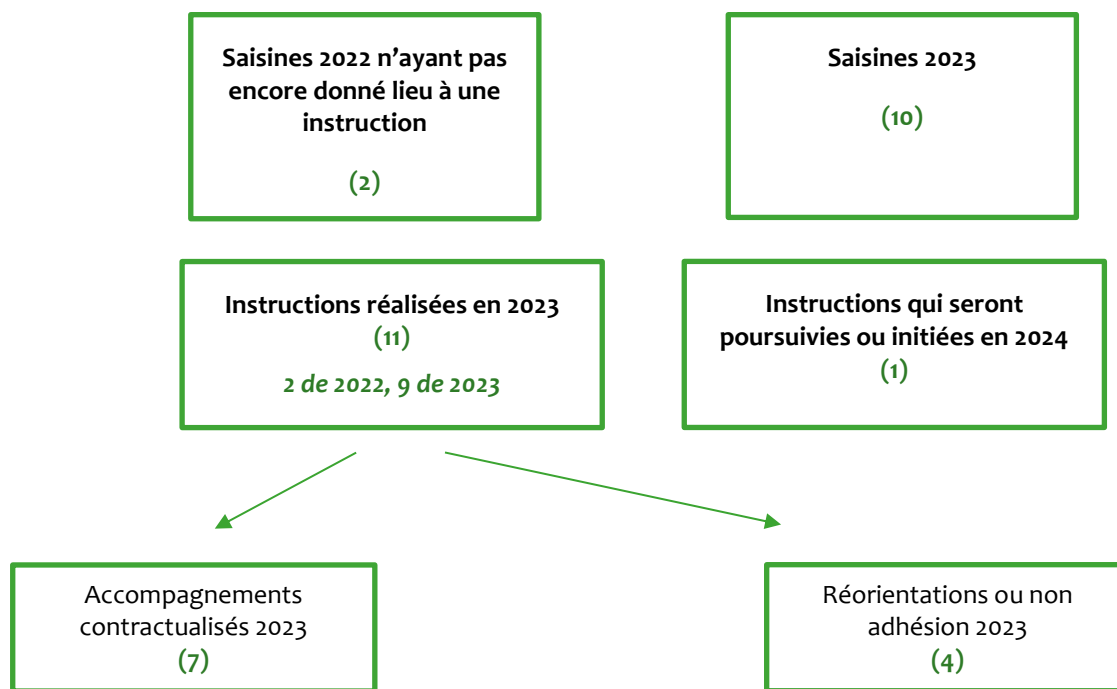 Saisines 2022 n’ayant pas
encore donné lieu à une
instruction
(2)
Saisines 2023
(10)
Instructions réalisées en 2023
(11)
2 de 2022, 9 de 2023
Instructions qui seront
poursuivies ou initiées en 2024
(1)
Accompagnements
contractualisés 2023
(7)
Réorientations ou non
adhésion 2023
(4)